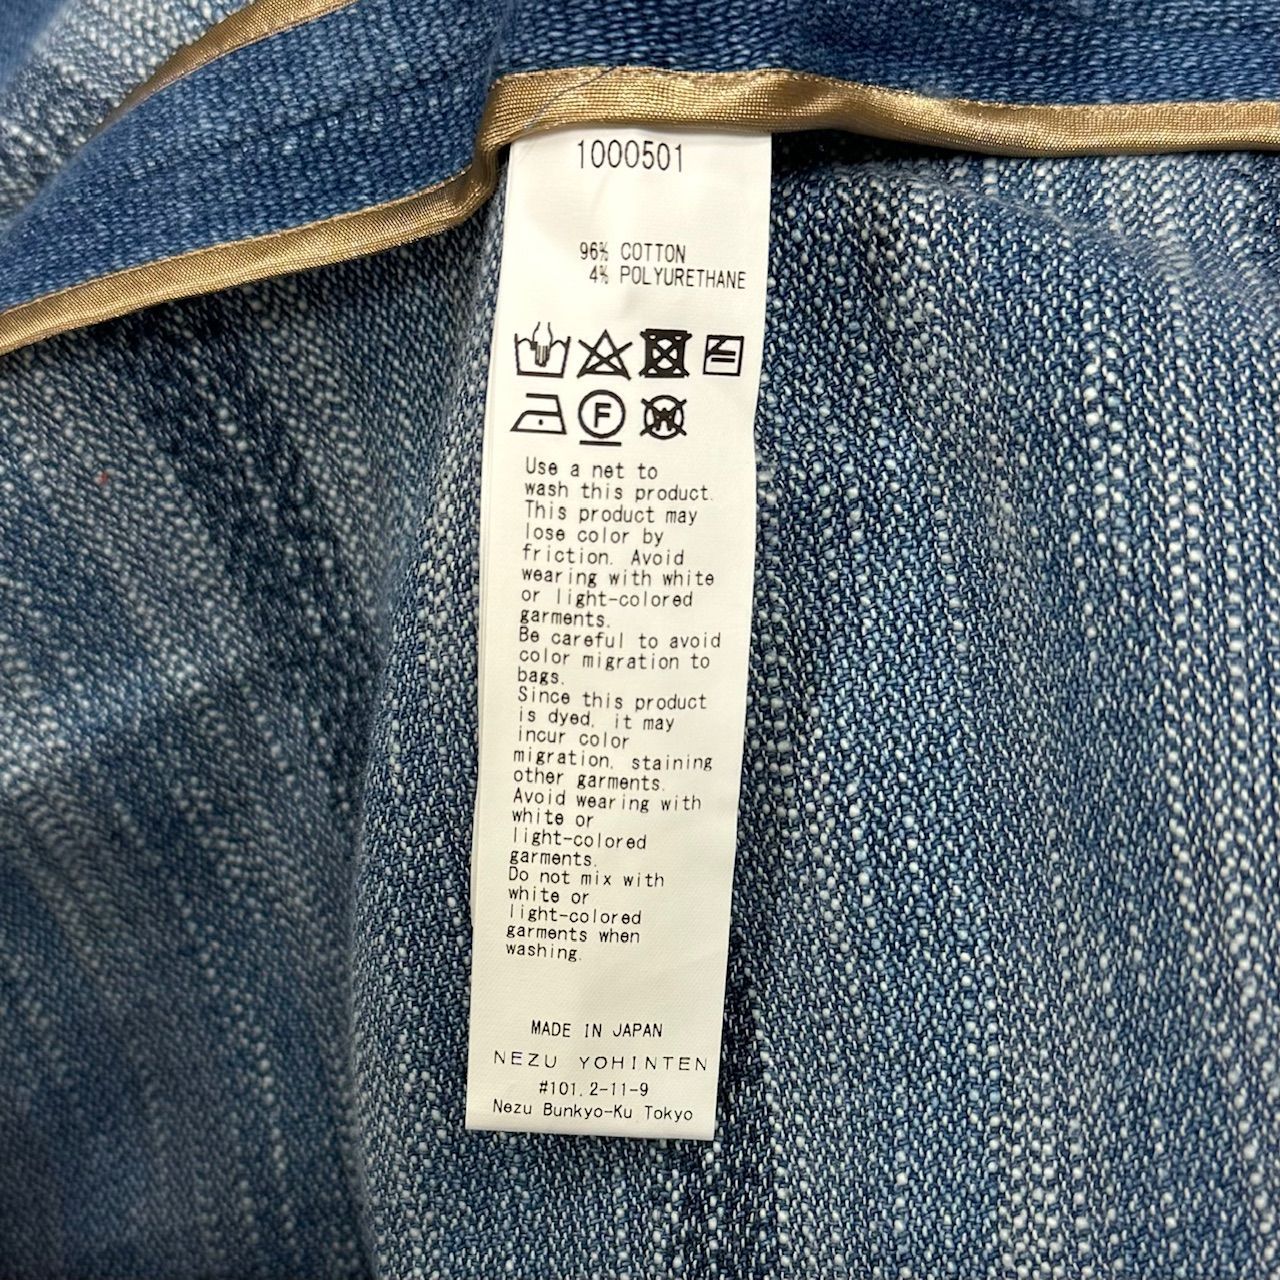 1000501
96% COTTON
4% POLYURETHANE
F
W
Use a net to
wash this product.
This product may
lose color by
friction. Avoid
wearing with white
or light-colored
garments.
Be careful to avoid
color migration to
bags.
Since this product
is dyed, it may
incur color
migration, staining
other garments.
Avoid wearing with
white or
light-colored
garments.
Do not mix with
white or
light-colored
garments when
washing.
MADE IN JAPAN
NEZU YOHINTEN
#101, 2-11-9
Nezu Bunkyo-Ku Tokyo